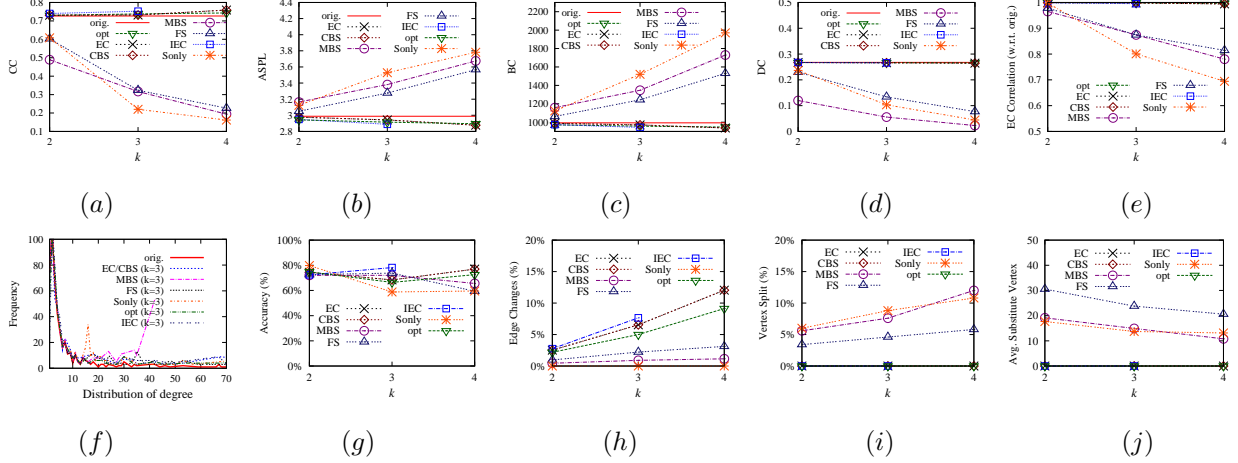 CC
0.8
0.7
0.6
0.5
0.4
0.3
0.2
0.1
2
3
4
k
orig.
opt
EC
CBS
MBS
FS
IEC
Sonly
(a)
ASPL
4.4
4.2
4
3.8
3.6
3.4
3.2
3
2.8
2
3
4
k
orig.
EC
CBS
MBS
FS
IEC
opt
Sonly
(b)
BC
2200
2000
1800
1600
1400
1200
1000
2
3
4
k
orig.
opt
EC
CBS
MBS
FS
IEC
Sonly
(c)
DC
0.5
0.4
0.3
0.2
0.1
0
2
3
4
k
orig.
opt
EC
CBS
MBS
FS
IEC
Sonly
(d)
EC Correlation (w.r.t. orig.)
1
0.9
0.8
0.7
0.6
0.5
2
3
4
k
opt
EC
CBS
MBS
FS
IEC
Sonly
(e)
Frequency
100
80
60
40
20
0
10 20 30 40 50 60 70
Distribution of degree
orig.
EC/CBS (k=3)
MBS (k=3)
FS (k=3)
Sonly (k=3)
opt (k=3)
IEC (k=3)
(f)
Accuracy (%)
100%
80%
60%
40%
20%
0%
2
3
4
k
EC
CBS
MBS
FS
IEC
Sonly
opt
(g)
Edge Changes (%)
20%
15%
10%
5%
0%
2
3
4
k
EC
CBS
MBS
FS
IEC
Sonly
opt
(h)
Vertex Split (%)
20%
15%
10%
5%
0%
2
3
4
k
EC
CBS
MBS
FS
IEC
Sonly
opt
(i)
Avg. Substitute Vertex
50
40
30
20
10
0
2
3
4
k
EC
CBS
MBS
FS
IEC
Sonly
opt
(j)